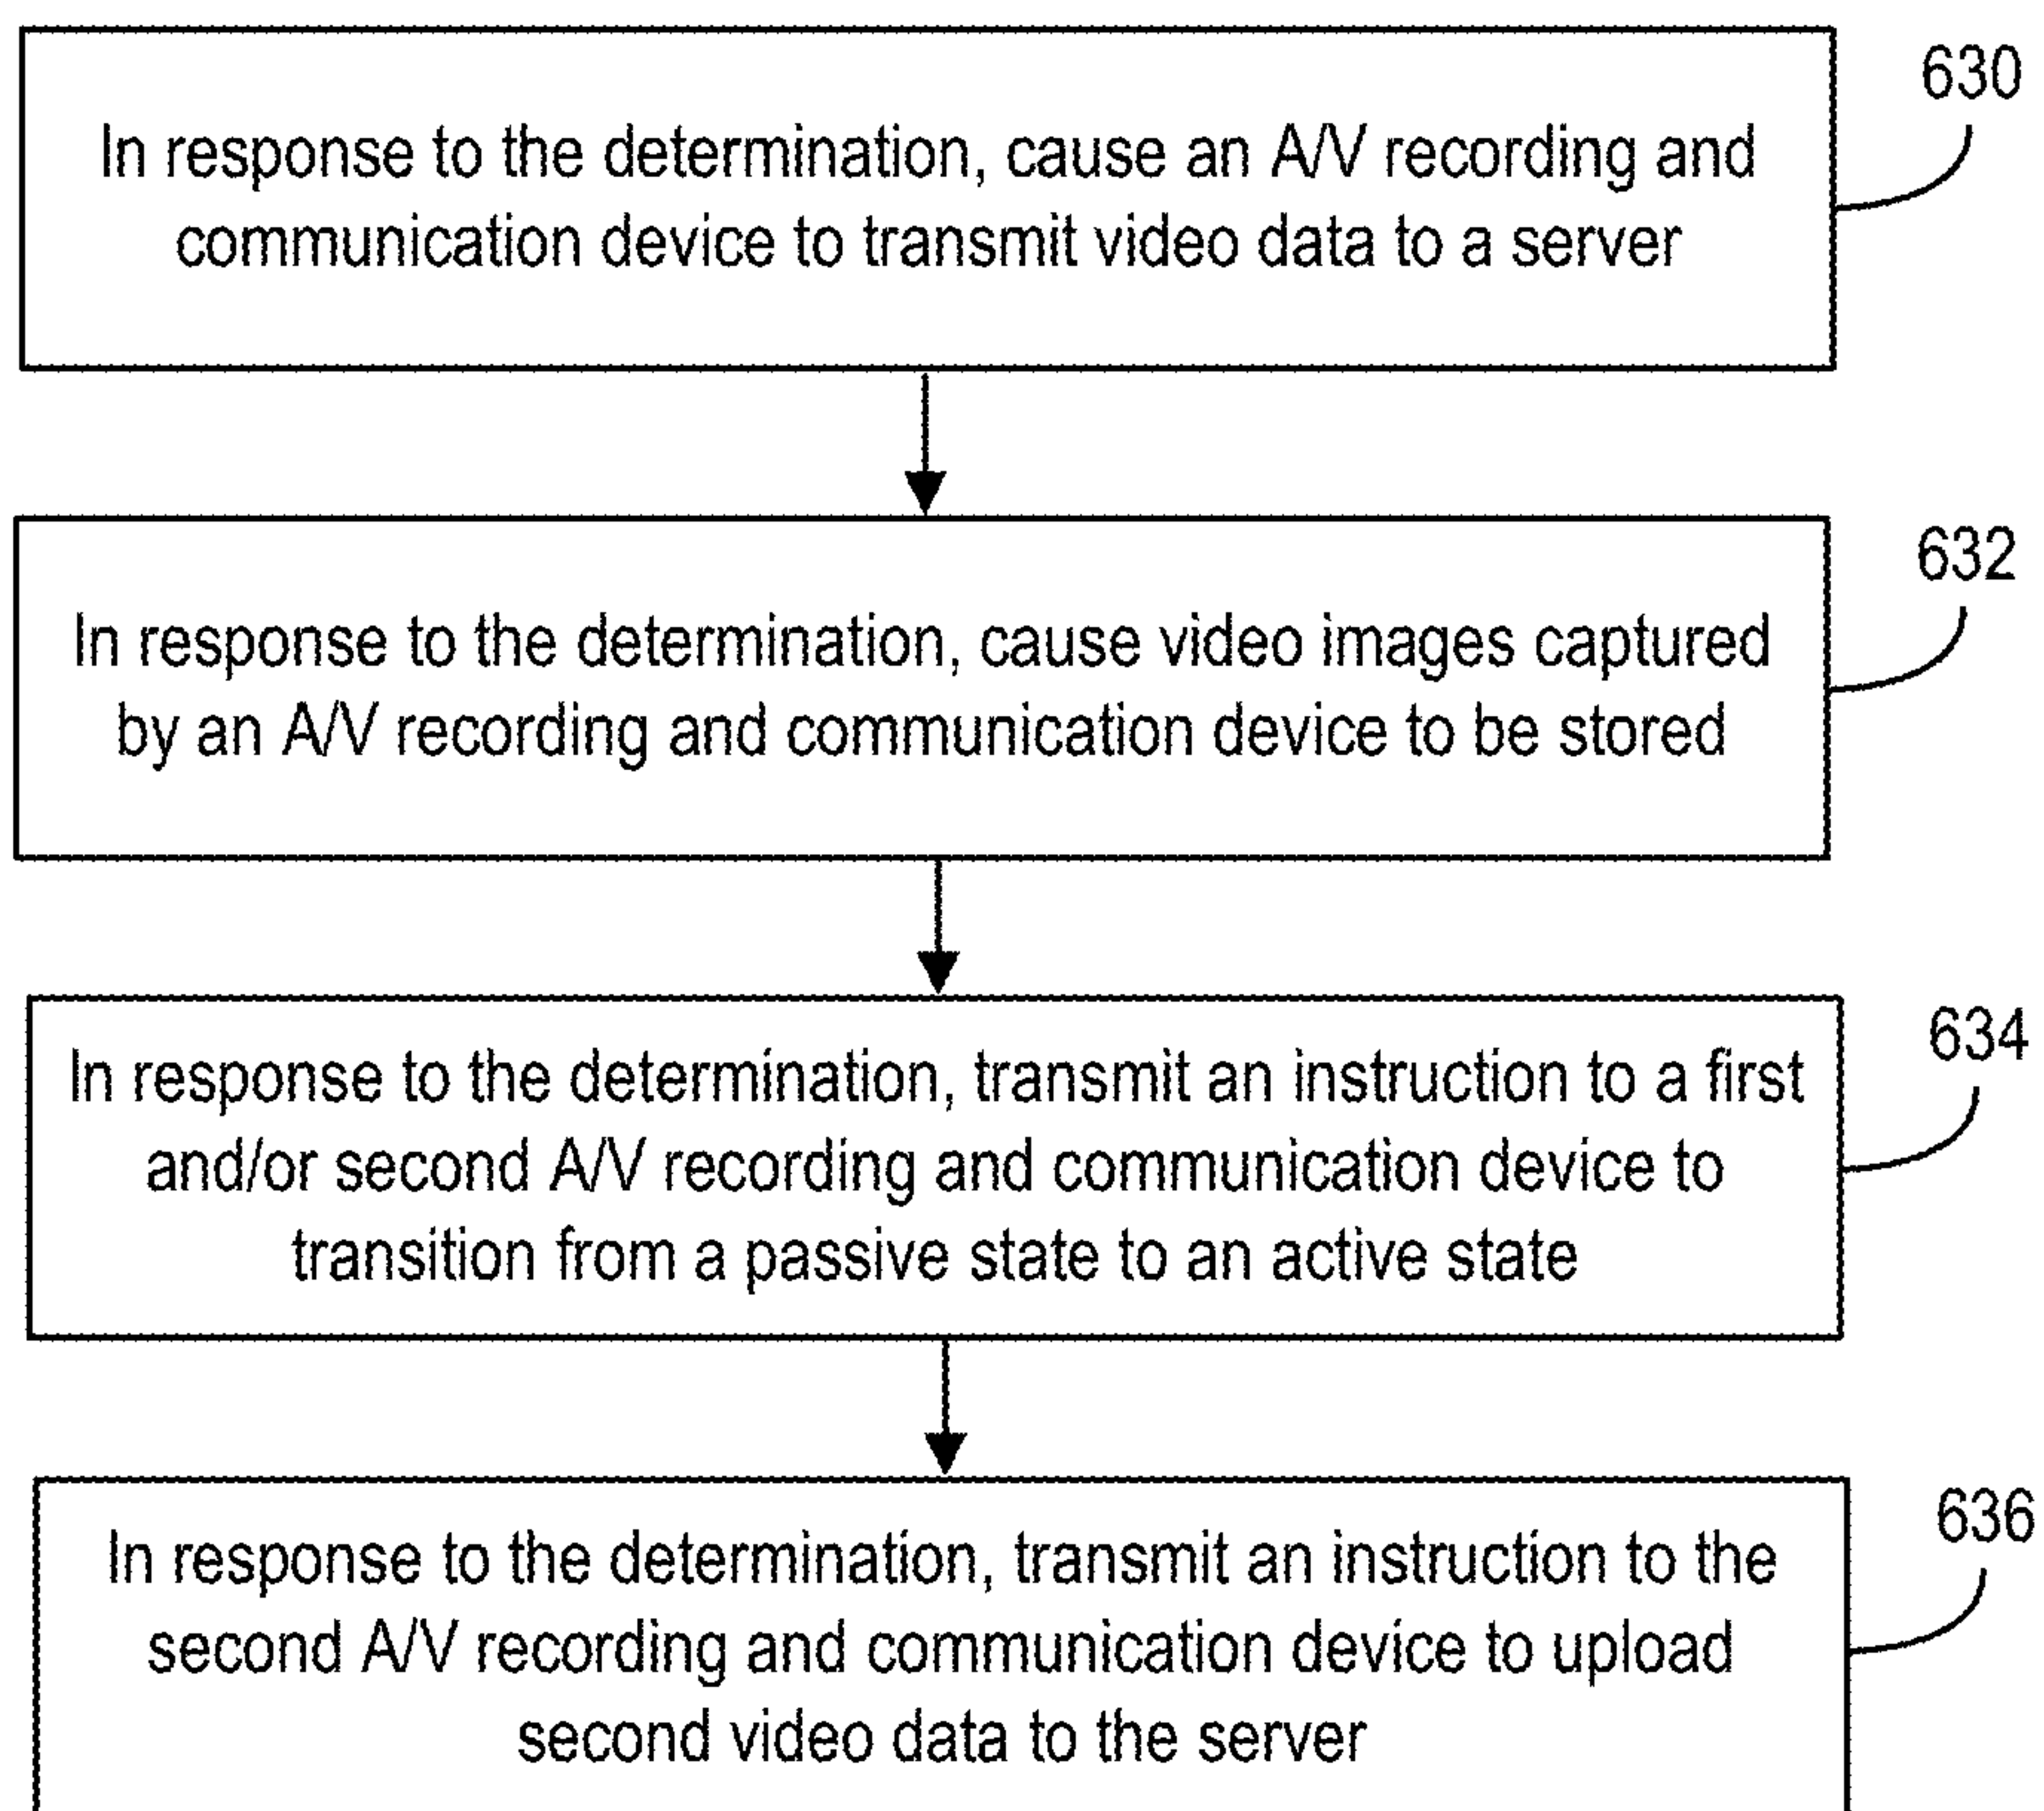 630
In response to the determination, cause an A/V recording and
communication device to transmit video data to a server
632
In response to the determination, cause video images captured
by an A/V recording and communication device to be stored
634
In response to the determination, transmit an instruction to a first
and/or second A/V recording and communication device to
transition from a passive state to an active state
636
In response to the determination, transmit an instruction to the
second A/V recording and communication device to upload
second video data to the server